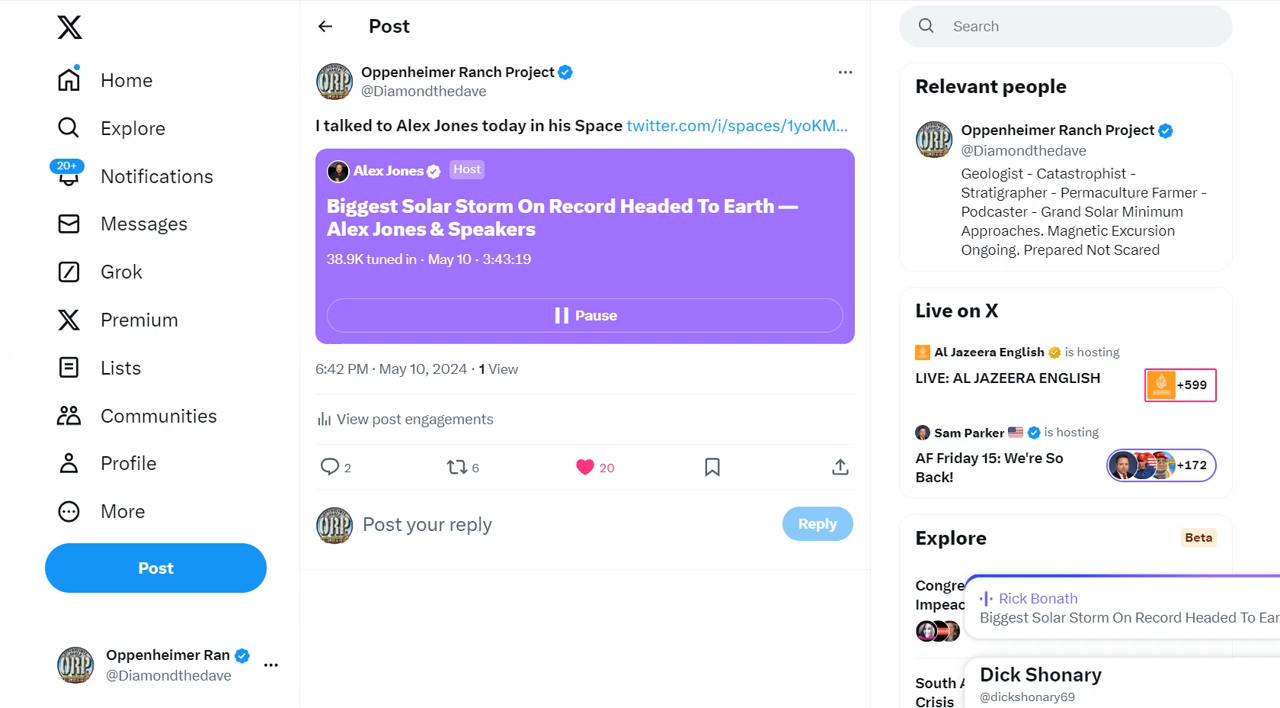 Home
Explore
20+
Notifications
Messages
Grok
Premium
Lists
Communities
Profile
More
Post
Oppenheimer Ran
@Diamondthedave
Post
Oppenheimer Ranch Project
@Diamondthedave
I talked to Alex Jones today in his Space twitter.com/i/spaces/1yoKM...
Alex Jones Host
Biggest Solar Storm On Record Headed To Earth —
Alex Jones & Speakers
38.9K tuned in · May 10 · 3:43:19
Pause
6:42 PM · May 10, 2024 · 1 View
View post engagements
2 6 20
ORP Post your reply Reply
Search
Relevant people
Oppenheimer Ranch Project
@Diamondthedave
Geologist - Catastrophist -
Stratigrapher - Permaculture Farmer -
Podcaster - Grand Solar Minimum
Approaches. Magnetic Excursion
Ongoing. Prepared Not Scared
Live on X
Al Jazeera English is hosting
LIVE: AL JAZEERA ENGLISH
+599
Sam Parker is hosting
AF Friday 15: We're So
Back!
+172
Explore Beta
Congre
Impeac
Rick Bonath
Biggest Solar Storm On Record Headed To Ear
South A
Crisis
Dick Shonary
@dickshonary69